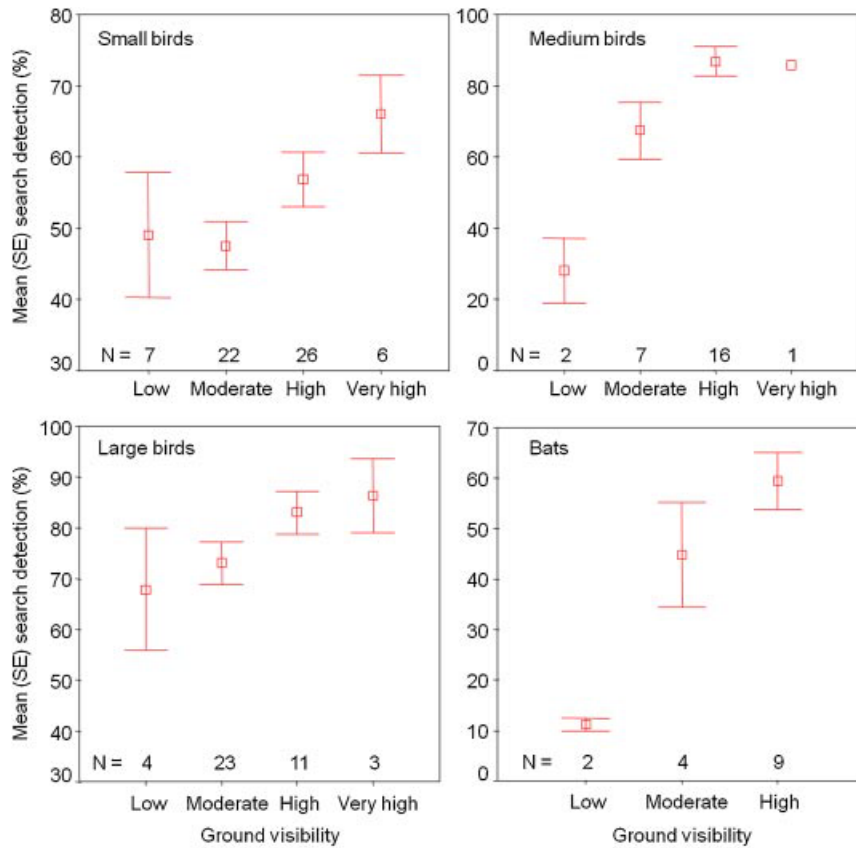 Mean (SE) search detection (%)
80
70
60
50
40
30
Small birds
N = 7 22 26 6
Low Moderate High Very high
100
80
60
40
20
0
Medium birds
N = 2 7 16 1
Low Moderate High Very high
Mean (SE) search detection (%)
100
90
80
70
60
50
40
30
Large birds
N = 4 23 11 3
Low Moderate High Very high
Ground visibility
70
60
50
40
30
20
10
0
Bats
N = 2 4 9
Low Moderate High
Ground visibility